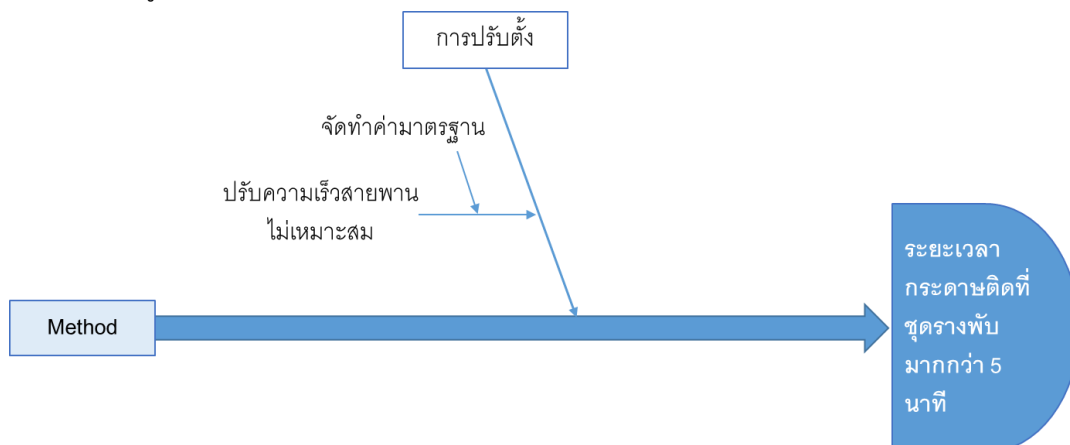 การปรับตั้ง
จัดทำค่ามาตรฐาน
ปรับความเร็วสายพาน
ไม่เหมาะสม
Method
ระยะเวลา
กระดาษติดที่
ชุดรางพับ
มากกว่า 5
นาที